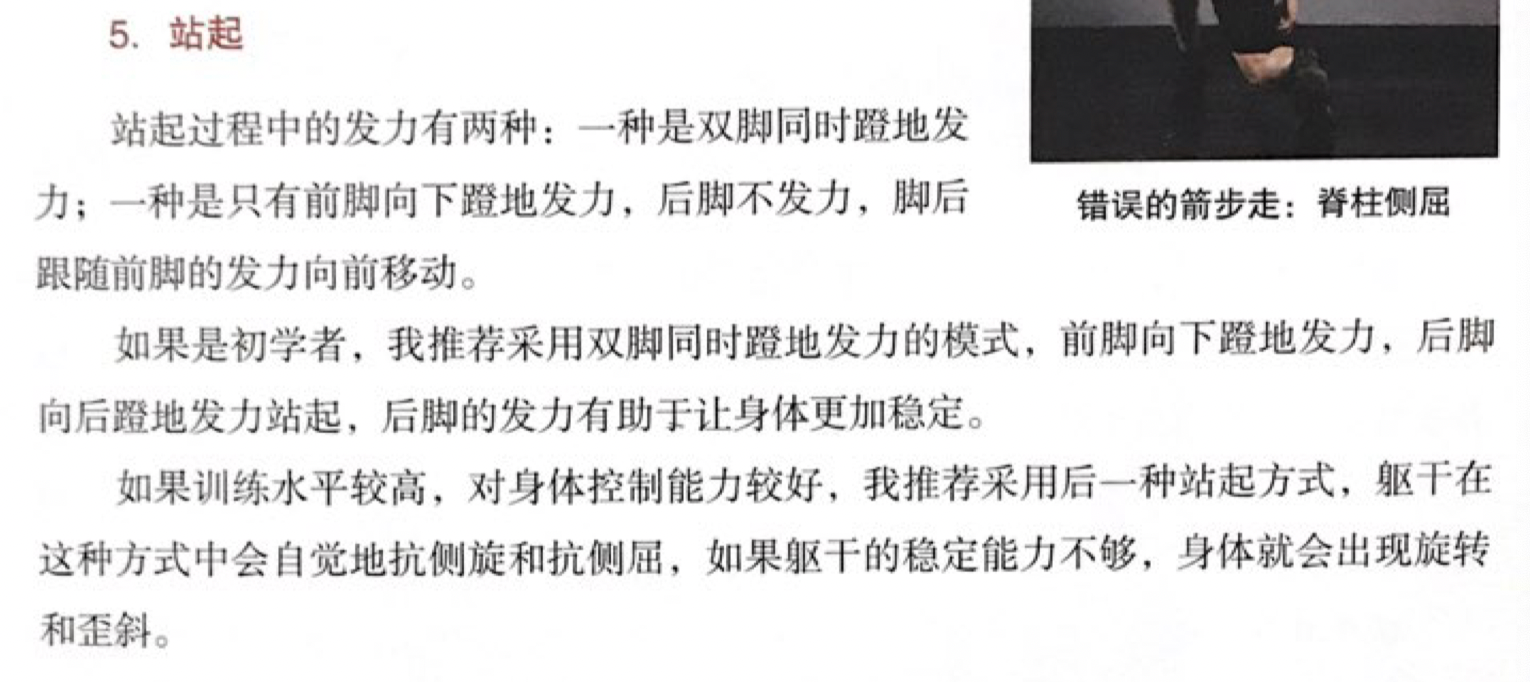 5. 站起
站起过程中的发力有两种：一种是双脚同时蹬地发
力；一种是只有前脚向下蹬地发力，后脚不发力，脚后
跟随前脚的发力向前移动。
错误的箭步走：脊柱侧屈
如果是初学者，我推荐采用双脚同时蹬地发力的模式，前脚向下蹬地发力，后脚
向后蹬地发力站起，后脚的发力有助于让身体更加稳定。
如果训练水平较高，对身体控制能力较好，我推荐采用后一种站起方式，躯干在
这种方式中会自觉地抗侧旋和抗侧屈，如果躯干的稳定能力不够，身体就会出现旋转
和歪斜。